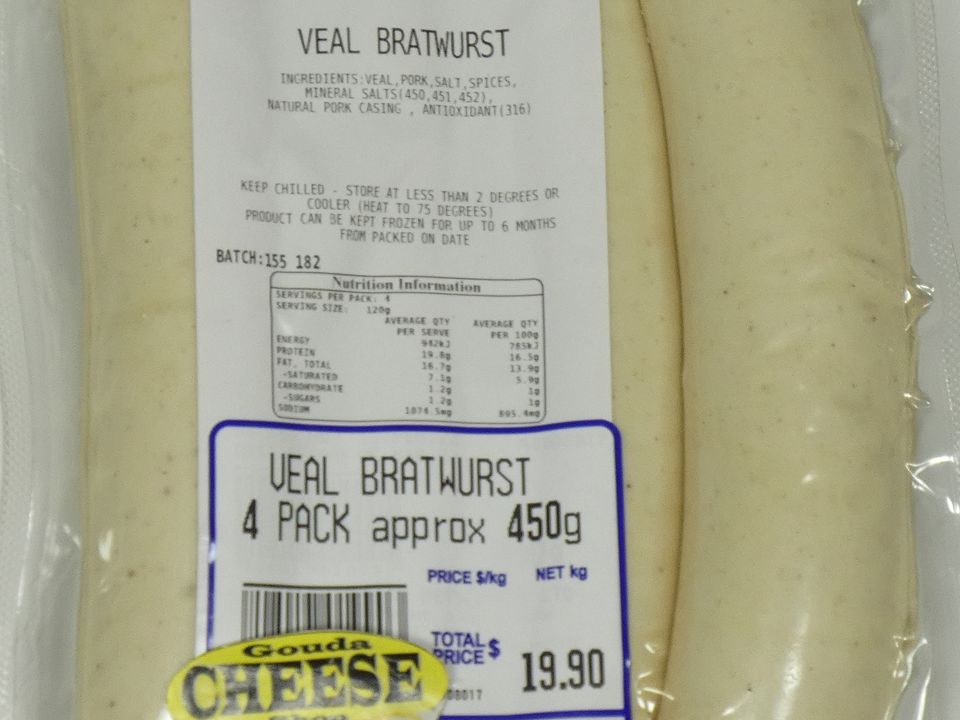 VEAL BRATWURST
INGREDIENTS:VEAL,PORK,SALT,SPICES,
MINERAL SALTS(450,451,452),
NATURAL PORK CASING , ANTIOXIDANT(316)
KEEP CHILLED - STORE AT LESS THAN 2 DEGREES OR
COOLER (HEAT TO 75 DEGREES)
PRODUCT CAN BE KEPT FROZEN FOR UP TO 6 MONTHS
FROM PACKED ON DATE
BATCH:155 182
Nutrition Information
SERVINGS PER PACK: 4
SERVING SIZE: 120g
AVERAGE QTY AVERAGE QTY
PER SERVE PER 100g
ENERGY 942kJ 785kJ
PROTEIN 19.8g 16.5g
FAT, TOTAL 16.7g 13.9g
-SATURATED 7.1g 5.9g
CARBOHYDRATE 1.2g 1g
-SUGARS 1.2g 1g
SODIUM 1074.5mg 895.4mg
VEAL BRATWURST
4 PACK approx 450g
PRICE $/kg NET kg
TOTAL PRICE $ 19.90
Gouda
CHEESE